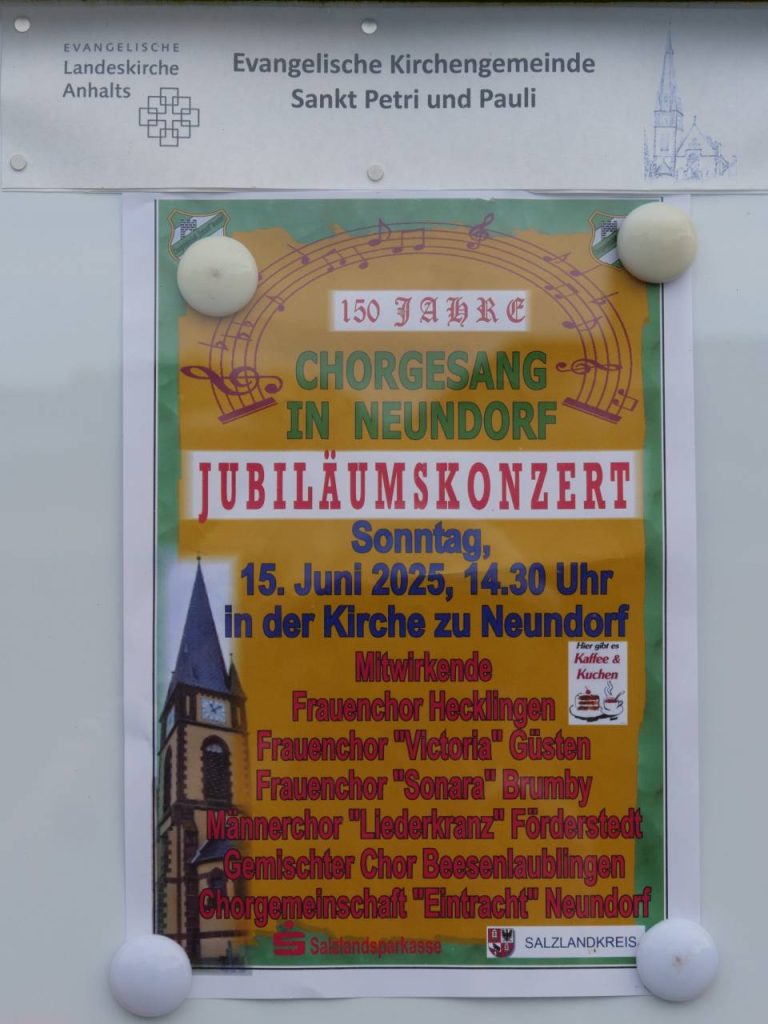 EVANGELISCHE
Landeskirche
Anhalts
Evangelische Kirchengemeinde
Sankt Petri und Pauli
150 JAHRE
CHORGESANG
IN NEUNDORF
JUBILÄUMSKONZERT
Sonntag,
15. Juni 2025, 14.30 Uhr
in der Kirche zu Neundorf
Hier gibt es
Kaffee &
Kuchen
Mitwirkende
Frauenchor Hecklingen
Frauenchor "Victoria" Güsten
Frauenchor "Sonara" Brumby
Männerchor "Liederkranz" Förderstedt
Gemischter Chor Beesenlaublingen
Chorgemeinschaft "Eintracht" Neundorf
Salzlandsparkasse
SALZLANDKREIS